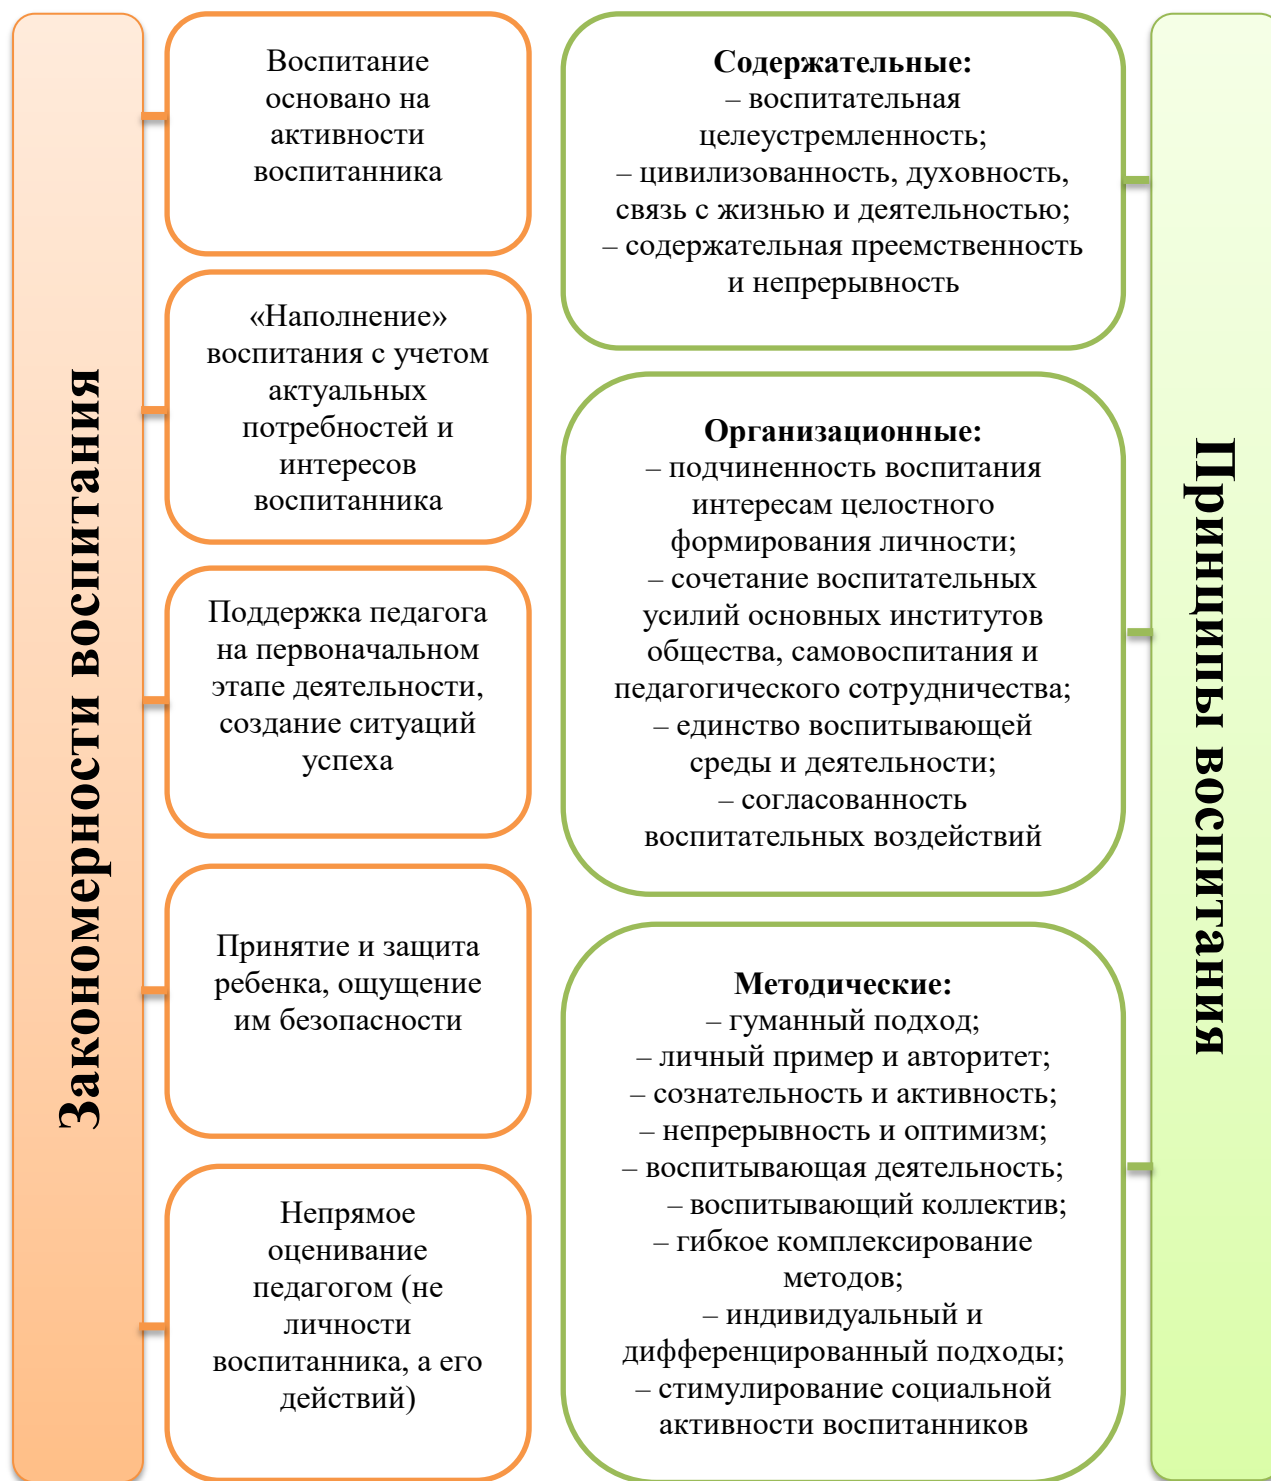 Закономерности воспитания
Воспитание
основано на
активности
воспитанника
«Наполнение»
воспитания с учетом
актуальных
потребностей и
интересов
воспитанника
Поддержка педагога
на первоначальном
этапе деятельности,
создание ситуаций
успеха
Принятие и защита
ребенка, ощущение
им безопасности
Непрямое
оценивание
педагогом (не
личности
воспитанника, а его
действий)
Содержательные:
– воспитательная
целеустремленность;
– цивилизованность, духовность,
связь с жизнью и деятельностью;
– содержательная преемственность
и непрерывность
Организационные:
– подчиненность воспитания
интересам целостного
формирования личности;
– сочетание воспитательных
усилий основных институтов
общества, самовоспитания и
педагогического сотрудничества;
– единство воспитывающей
среды и деятельности;
– согласованность
воспитательных воздействий
Методические:
– гуманный подход;
– личный пример и авторитет;
– сознательность и активность;
– непрерывность и оптимизм;
– воспитывающая деятельность;
– воспитывающий коллектив;
– гибкое комплексирование
методов;
– индивидуальный и
дифференцированный подходы;
– стимулирование социальной
активности воспитанников
Принципы воспитания